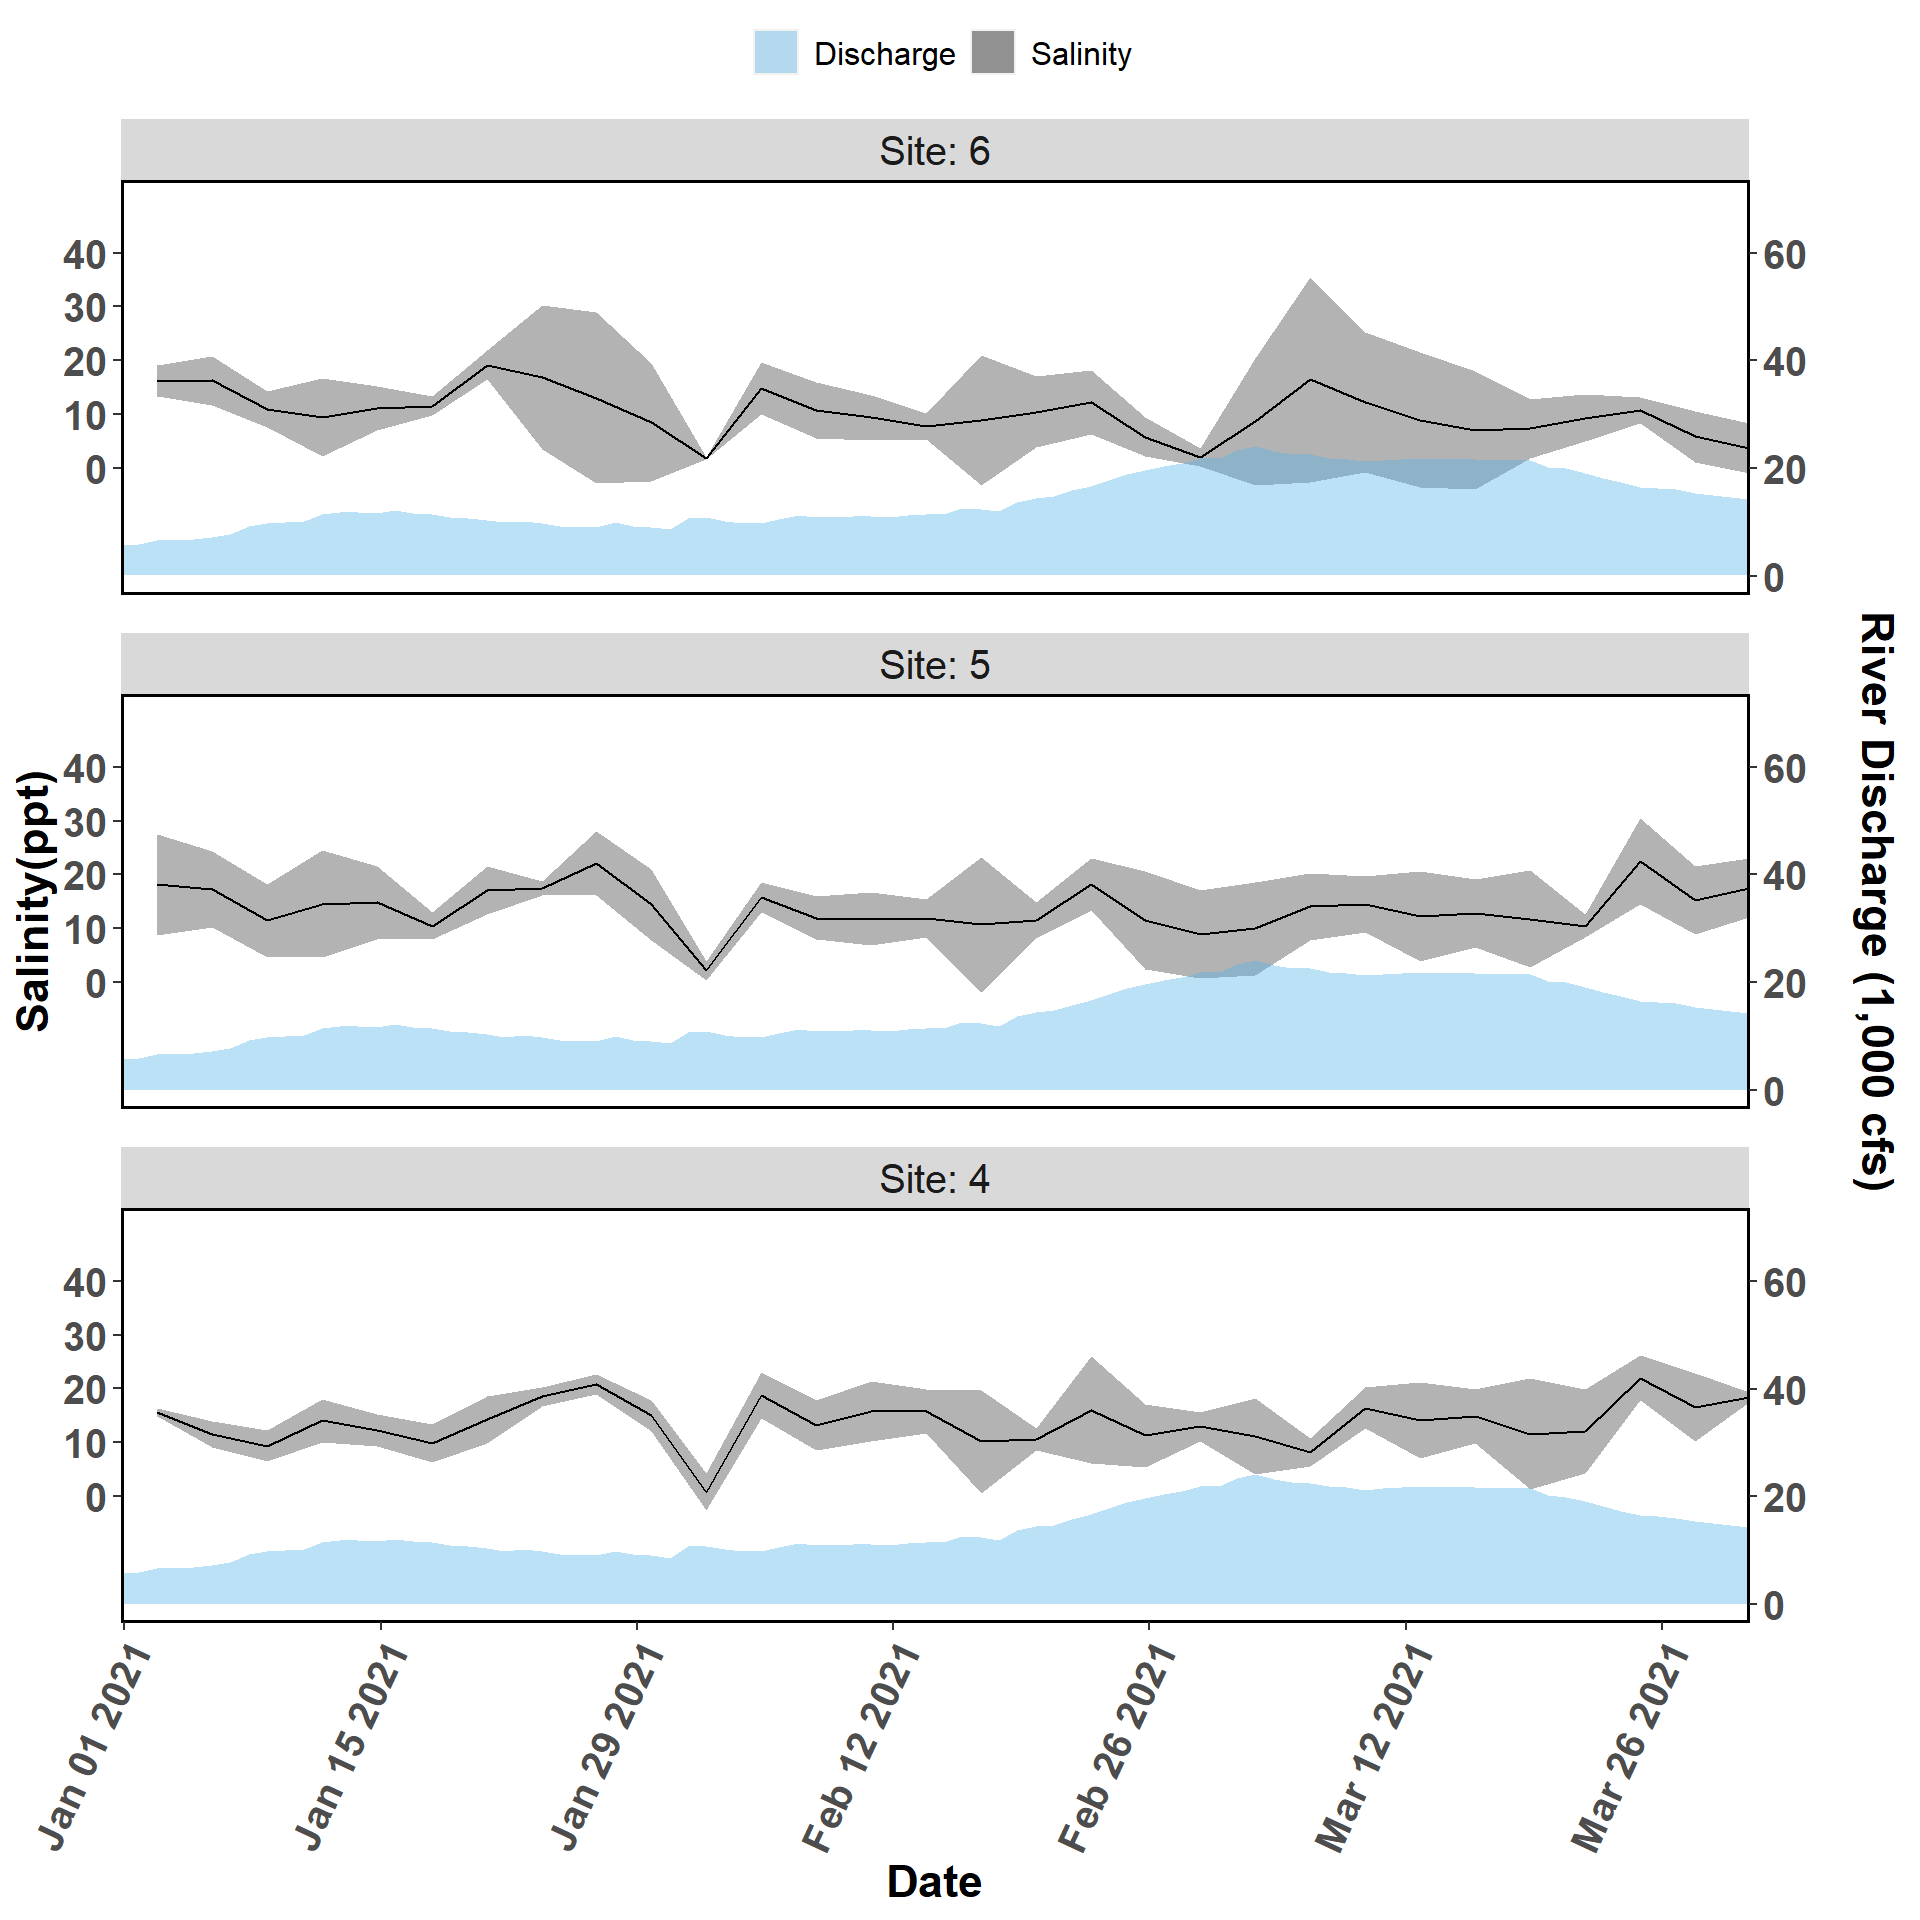 Discharge Salinity
Site: 6
40
30
20
10
0
60
40
20
0
Site: 5
40
30
20
10
0
60
40
20
0
Site: 4
40
30
20
10
0
60
40
20
0
Salinity(ppt)
River Discharge (1,000 cfs)
Jan 01 2021
Jan 15 2021
Jan 29 2021
Feb 12 2021
Feb 26 2021
Mar 12 2021
Mar 26 2021
Date